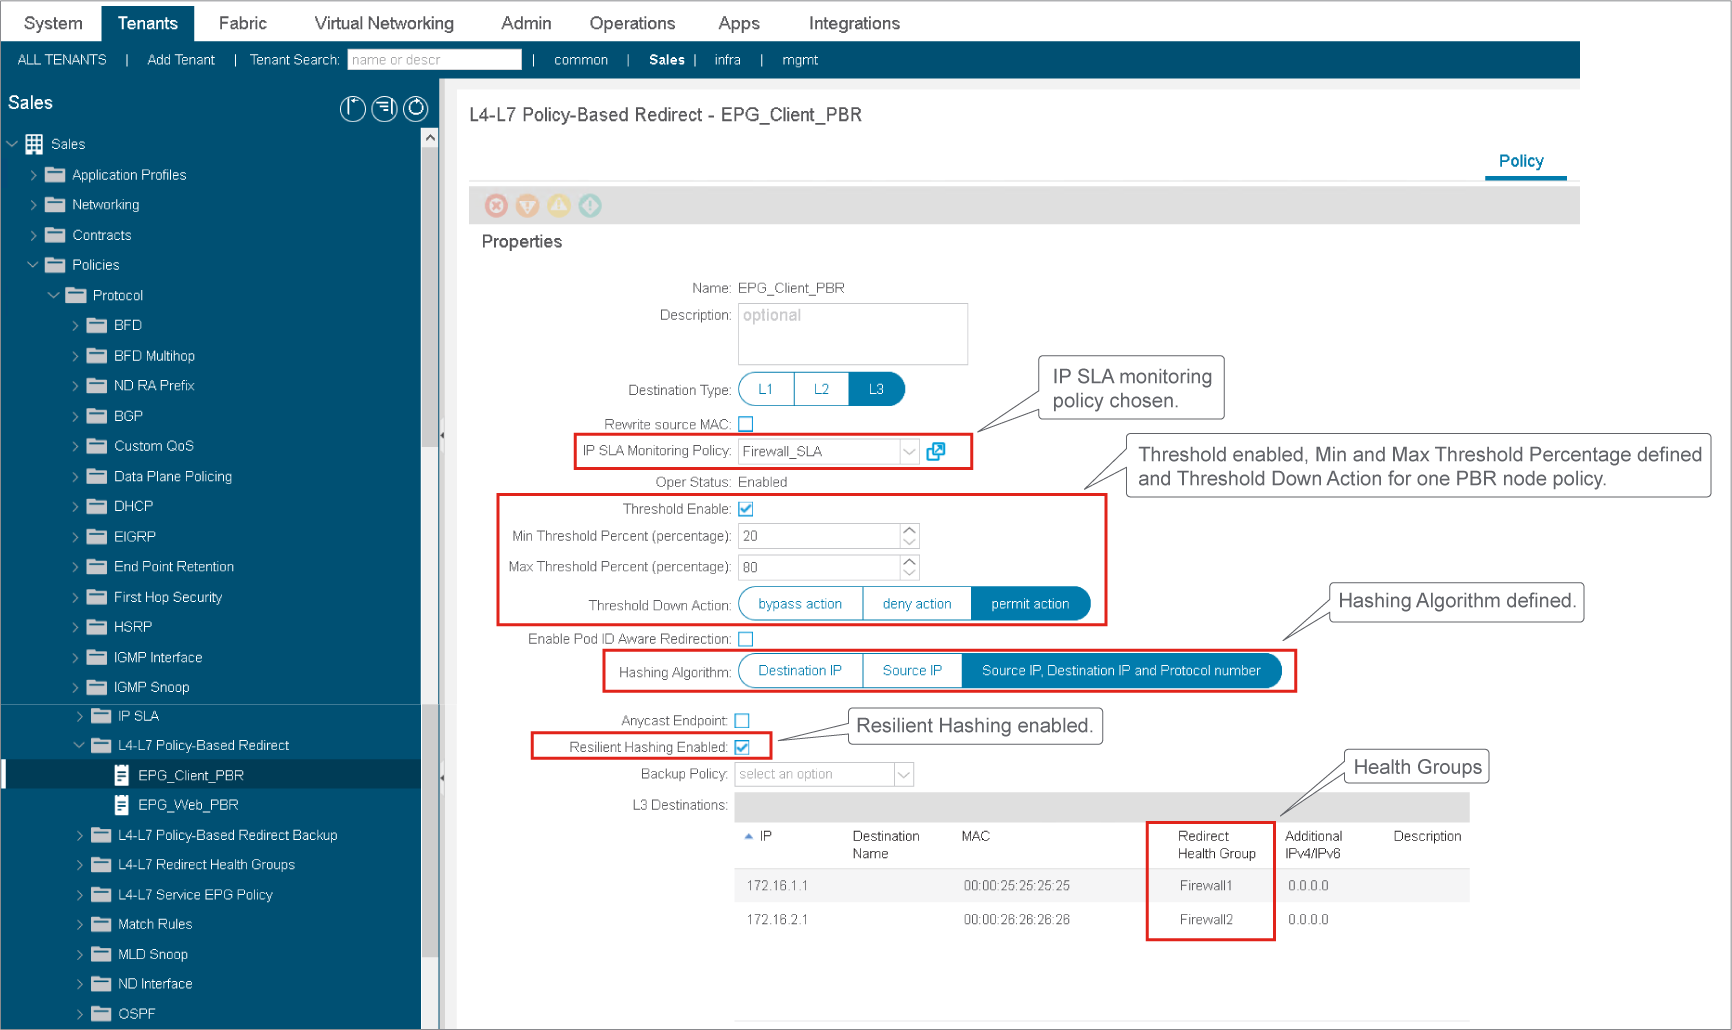 System Tenants Fabric Virtual Networking Admin Operations Apps Integrations
ALL TENANTS | Add Tenant | Tenant Search: name or descr | common | Sales | infra | mgmt
Sales
Sales
Application Profiles
Networking
Contracts
Policies
Protocol
BFD
BFD Multihop
ND RA Prefix
BGP
Custom QoS
Data Plane Policing
DHCP
EIGRP
End Point Retention
First Hop Security
HSRP
IGMP Interface
IGMP Snoop
IP SLA
L4-L7 Policy-Based Redirect
EPG_Client_PBR
EPG_Web_PBR
L4-L7 Policy-Based Redirect Backup
L4-L7 Redirect Health Groups
L4-L7 Service EPG Policy
Match Rules
MLD Snoop
ND Interface
OSPF
L4-L7 Policy-Based Redirect - EPG_Client_PBR
Policy
Properties
Name: EPG_Client_PBR
Description: optional
Destination Type: L1 L2 L3
Rewrite source MAC:
IP SLA Monitoring Policy: Firewall_SLA
Oper Status: Enabled
Threshold Enable:
Min Threshold Percent (percentage): 20
Max Threshold Percent (percentage): 80
Threshold Down Action: bypass action deny action permit action
Enable Pod ID Aware Redirection:
Hashing Algorithm: Destination IP Source IP Source IP, Destination IP and Protocol number
Anycast Endpoint:
Resilient Hashing Enabled:
Backup Policy: select an option
L3 Destinations:
IP Destination Name MAC Redirect Health Group Additional IPv4/IPv6 Description
172.16.1.1 00:00:25:25:25:25 Firewall1 0.0.0.0
172.16.2.1 00:00:26:26:26:26 Firewall2 0.0.0.0
IP SLA monitoring
policy chosen.
Threshold enabled, Min and Max Threshold Percentage defined
and Threshold Down Action for one PBR node policy.
Hashing Algorithm defined.
Resilient Hashing enabled.
Health Groups